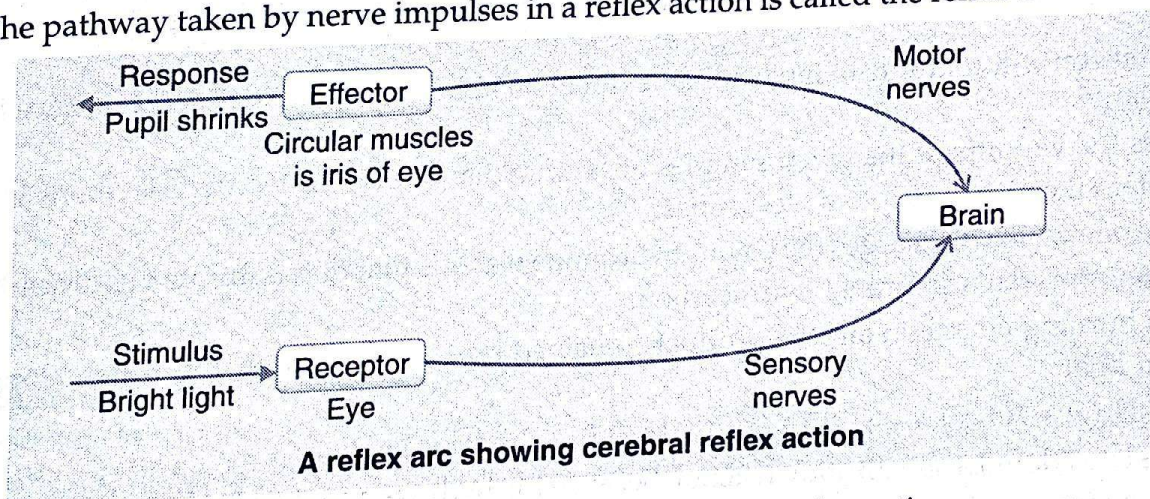 he pathway taken by nerve impulses in a reflex action is called the
Response
Pupil shrinks
Effector
Circular muscles
is iris of eye
Motor
nerves
Brain
Stimulus
Bright light
Receptor
Eye
Sensory
nerves
A reflex arc showing cerebral reflex action